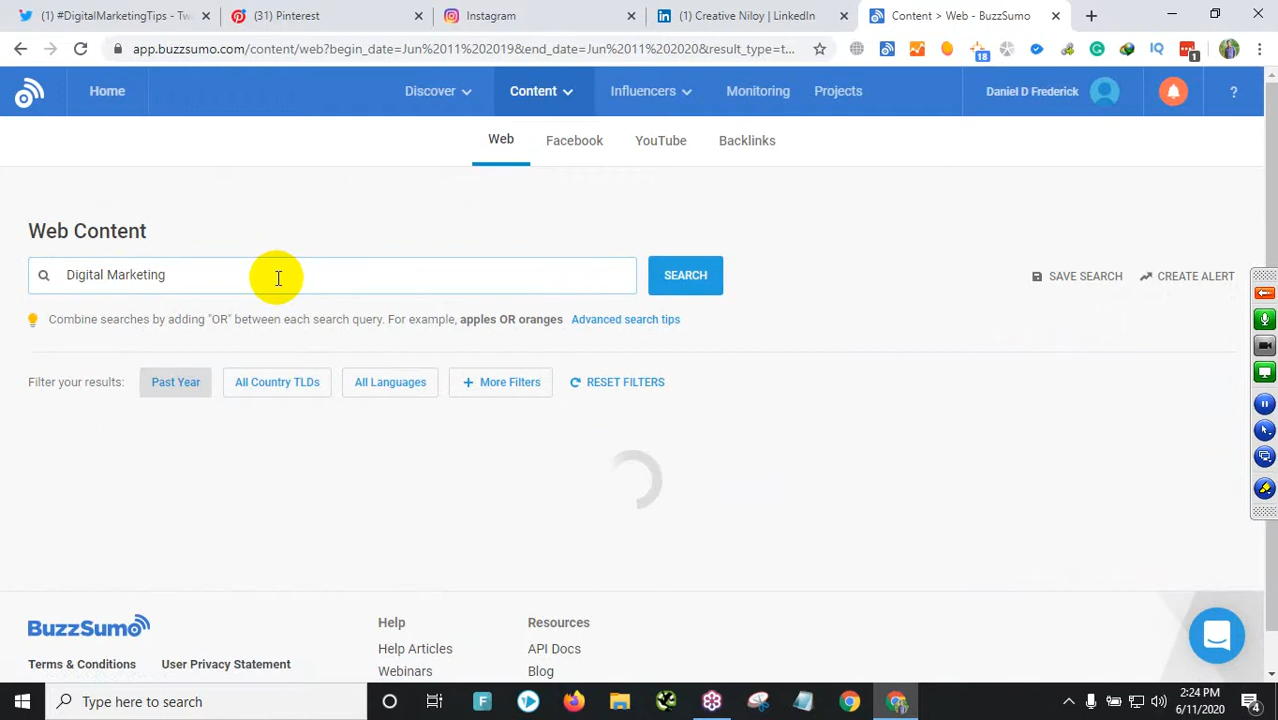 (1) #DigitalMarketingTips - Tw
(31) Pinterest
Instagram
(1) Creative Niloy | LinkedIn
Content > Web - BuzzSumo
app.buzzsumo.com/content/web?begin_date=Jun%2011%202019&end_date=Jun%2011%202020&result_type=t...
18
IQ
1
Home
Discover
Content
Influencers
Monitoring
Projects
Daniel D Frederick
?
Web
Facebook
YouTube
Backlinks
Web Content
Digital Marketing
SEARCH
SAVE SEARCH
CREATE ALERT
Combine searches by adding "OR" between each search query. For example, apples OR oranges Advanced search tips
Filter your results:
Past Year
All Country TLDs
All Languages
+ More Filters
RESET FILTERS
BuzzSumo
Help
Resources
Help Articles
API Docs
Terms & Conditions
User Privacy Statement
Webinars
Blog
Type here to search
F
2:24 PM
6/11/2020
4